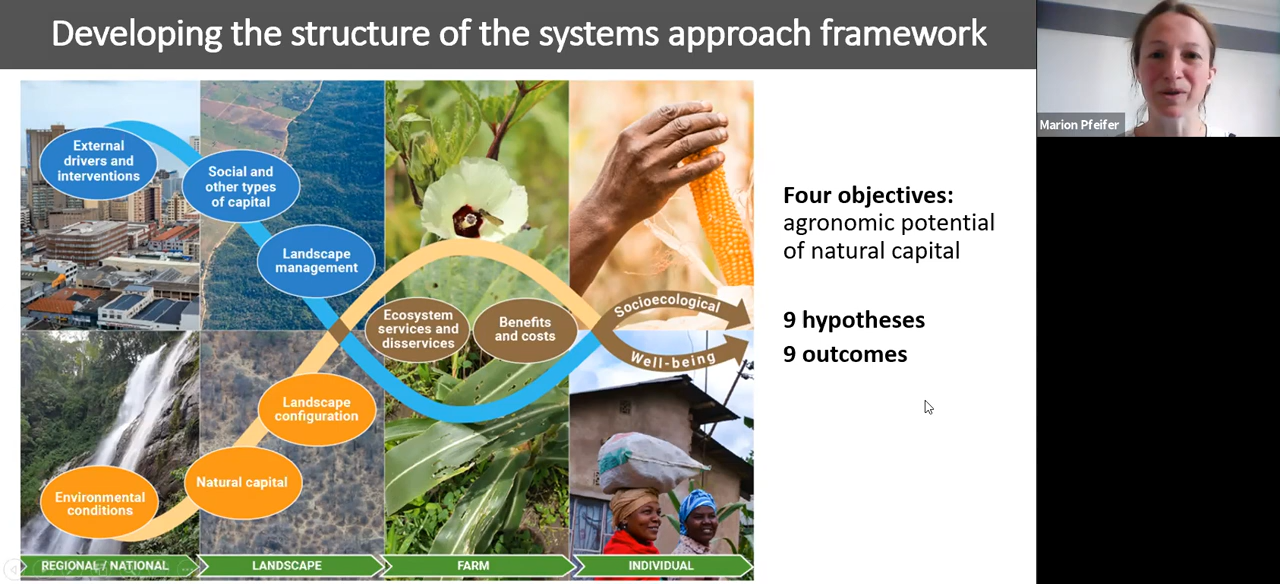 Developing the structure of the systems approach framework
Marion Pfeifer
External
drivers and
interventions
Social and
other types
of capital
Landscape
management
Ecosystem
services and
disservices
Benefits
and costs
Socioecological
Well-being
Landscape
configuration
Natural capital
Environmental
conditions
REGIONAL / NATIONAL
LANDSCAPE
FARM
INDIVIDUAL
Four objectives:
agronomic potential
of natural capital
9 hypotheses
9 outcomes